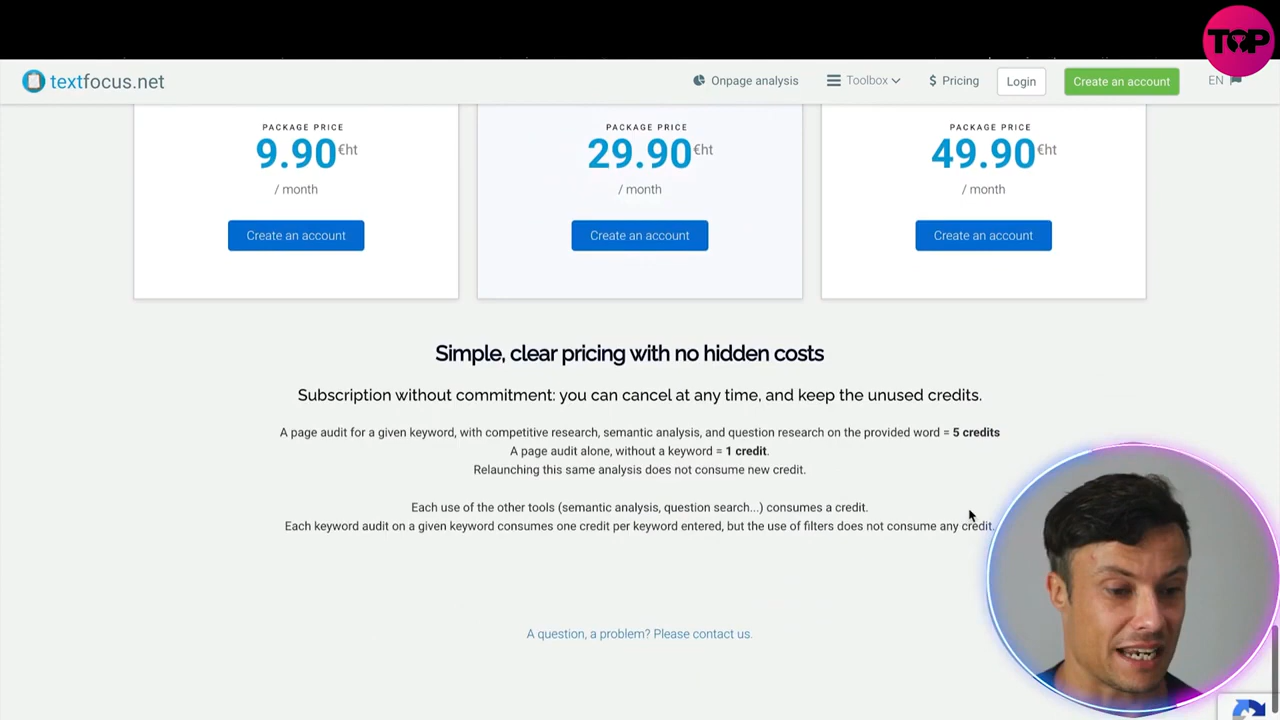 TOP
textfocus.net
Onpage analysis
Toolbox
$ Pricing
Login
Create an account
EN
PACKAGE PRICE
9.90 €ht
/ month
Create an account
PACKAGE PRICE
29.90 €ht
/ month
Create an account
PACKAGE PRICE
49.90 €ht
/ month
Create an account
Simple, clear pricing with no hidden costs
Subscription without commitment: you can cancel at any time, and keep the unused credits.
A page audit for a given keyword, with competitive research, semantic analysis, and question research on the provided word = 5 credits
A page audit alone, without a keyword = 1 credit.
Relaunching this same analysis does not consume new credit.
Each use of the other tools (semantic analysis, question search...) consumes a credit.
Each keyword audit on a given keyword consumes one credit per keyword entered, but the use of filters does not consume any credit.
A question, a problem? Please contact us.